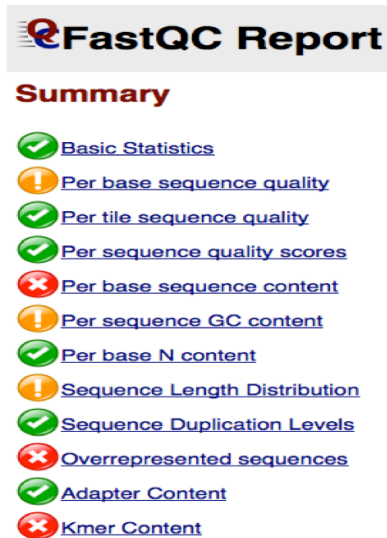 FastQC Report
Summary
Basic Statistics
Per base sequence quality
Per tile sequence quality
Per sequence quality scores
Per base sequence content
Per sequence GC content
Per base N content
Sequence Length Distribution
Sequence Duplication Levels
Overrepresented sequences
Adapter Content
Kmer Content